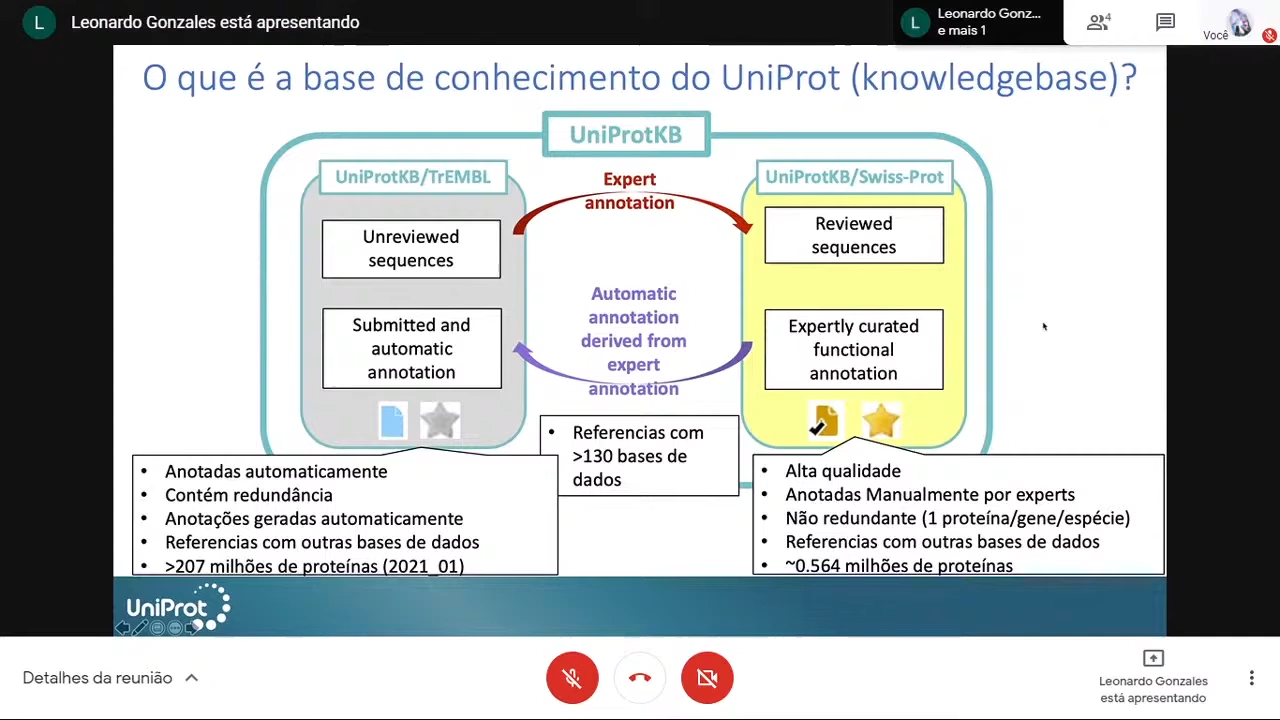 L
Leonardo Gonzales está apresentando
L
Leonardo Gonz...
e mais 1
4
Você
O que é a base de conhecimento do UniProt (knowledgebase)?
UniProtKB
UniProtKB/TrEMBL
Unreviewed
sequences
Submitted and
automatic
annotation
Expert
annotation
Automatic
annotation
derived from
expert
annotation
UniProtKB/Swiss-Prot
Reviewed
sequences
Expertly curated
functional
annotation
• Anotadas automaticamente
• Contém redundância
• Anotações geradas automaticamente
• Referencias com outras bases de dados
• >207 milhões de proteínas (2021_01)
• Referencias com
>130 bases de
dados
• Alta qualidade
• Anotadas Manualmente por experts
• Não redundante (1 proteína/gene/espécie)
• Referencias com outras bases de dados
• ~0.564 milhões de proteínas
UniProt
Detalhes da reunião
Leonardo Gonzales
está apresentando